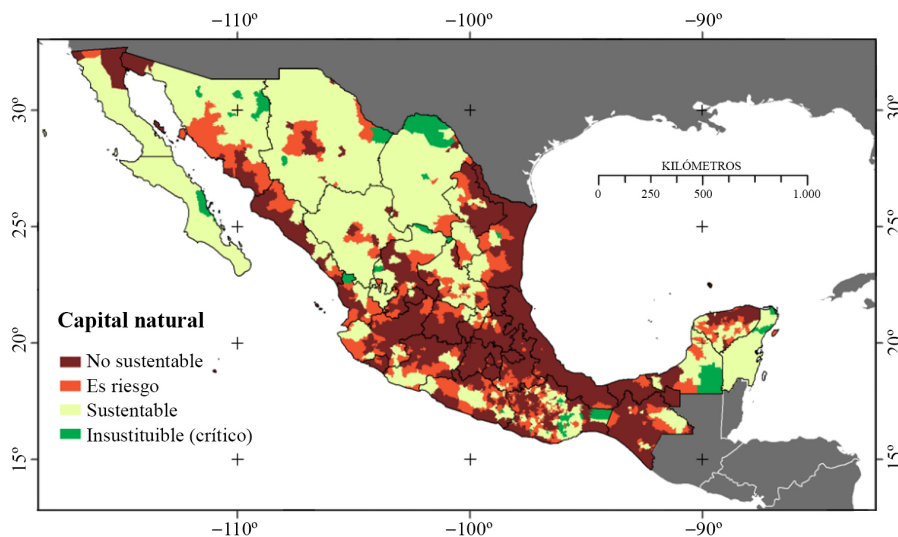 −110º −100º −90º
30º 30º
KILÓMETROS
0 250 500 750 1.000
25º 25º
Capital natural
20º 20º
No sustentable
Es riesgo
Sustentable
Insustituible (crítico)
15º 15º
−110º −100º −90º